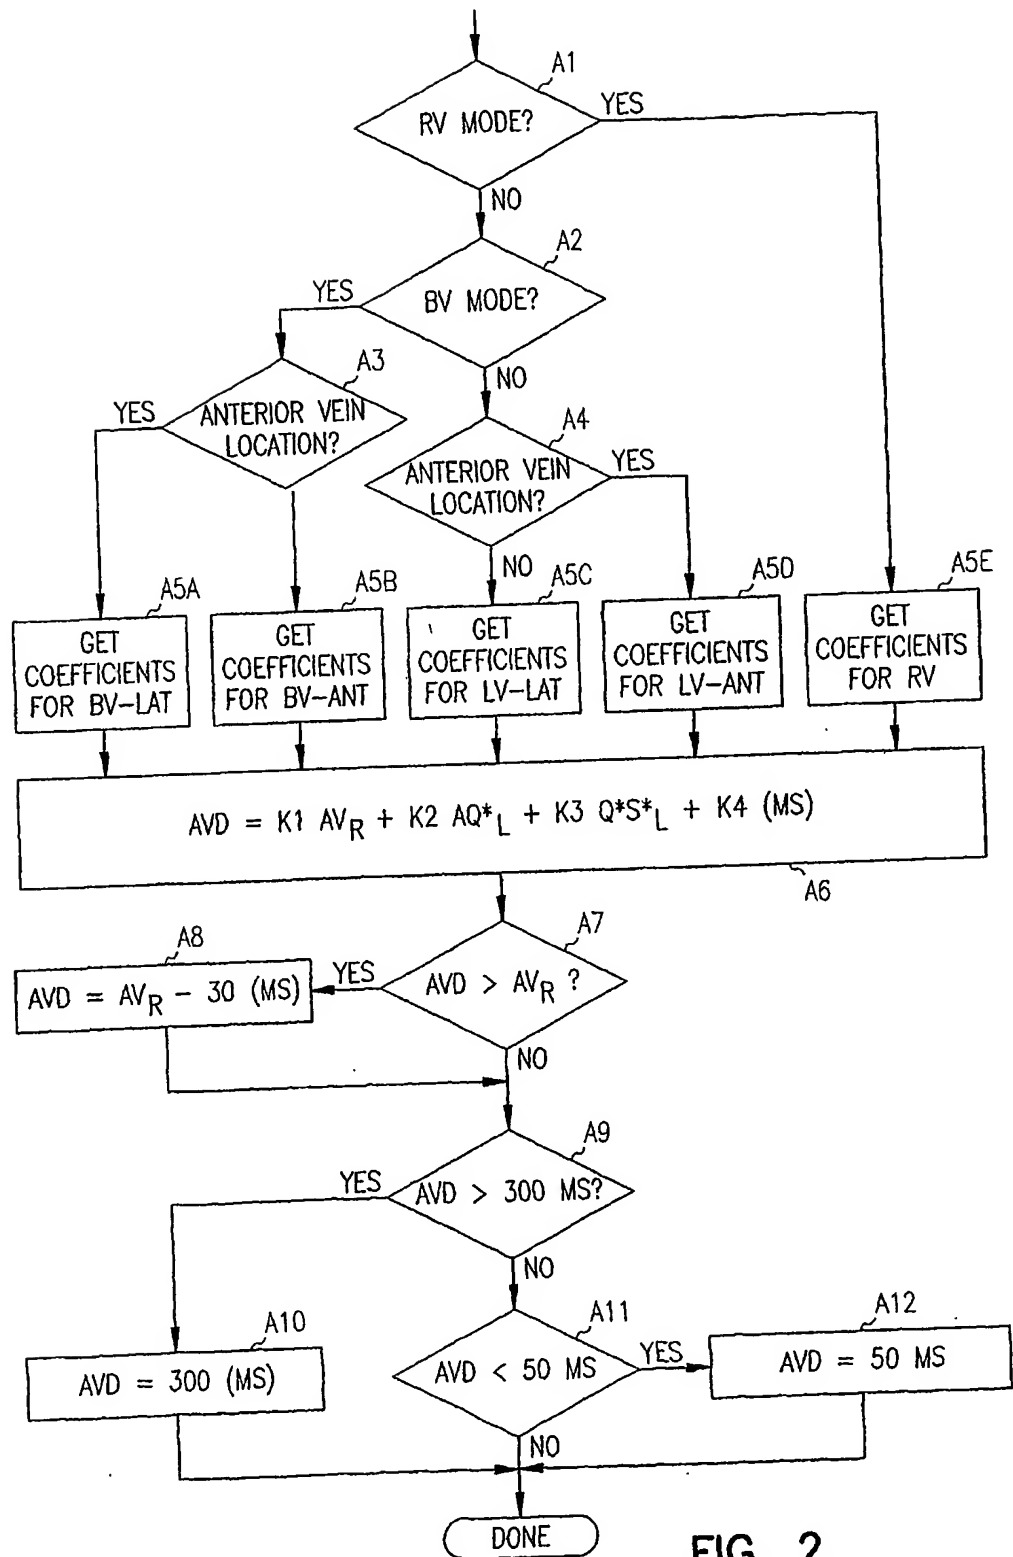 A1
RV MODE?
YES
NO
A2
BV MODE?
YES
NO
A3
ANTERIOR VEIN
LOCATION?
YES
A4
ANTERIOR VEIN
LOCATION?
YES
NO
A5A
GET
COEFFICIENTS
FOR BV-LAT
A5B
GET
COEFFICIENTS
FOR BV-ANT
A5C
GET
COEFFICIENTS
FOR LV-LAT
A5D
GET
COEFFICIENTS
FOR LV-ANT
A5E
GET
COEFFICIENTS
FOR RV
AVD = K1 AVR + K2 AQ*L + K3 Q*S*L + K4 (MS)
A6
A7
AVD > AVR ?
YES
NO
A8
AVD = AVR - 30 (MS)
A9
AVD > 300 MS?
YES
NO
A10
AVD = 300 (MS)
A11
AVD < 50 MS
YES
NO
A12
AVD = 50 MS
DONE
FIG. 2